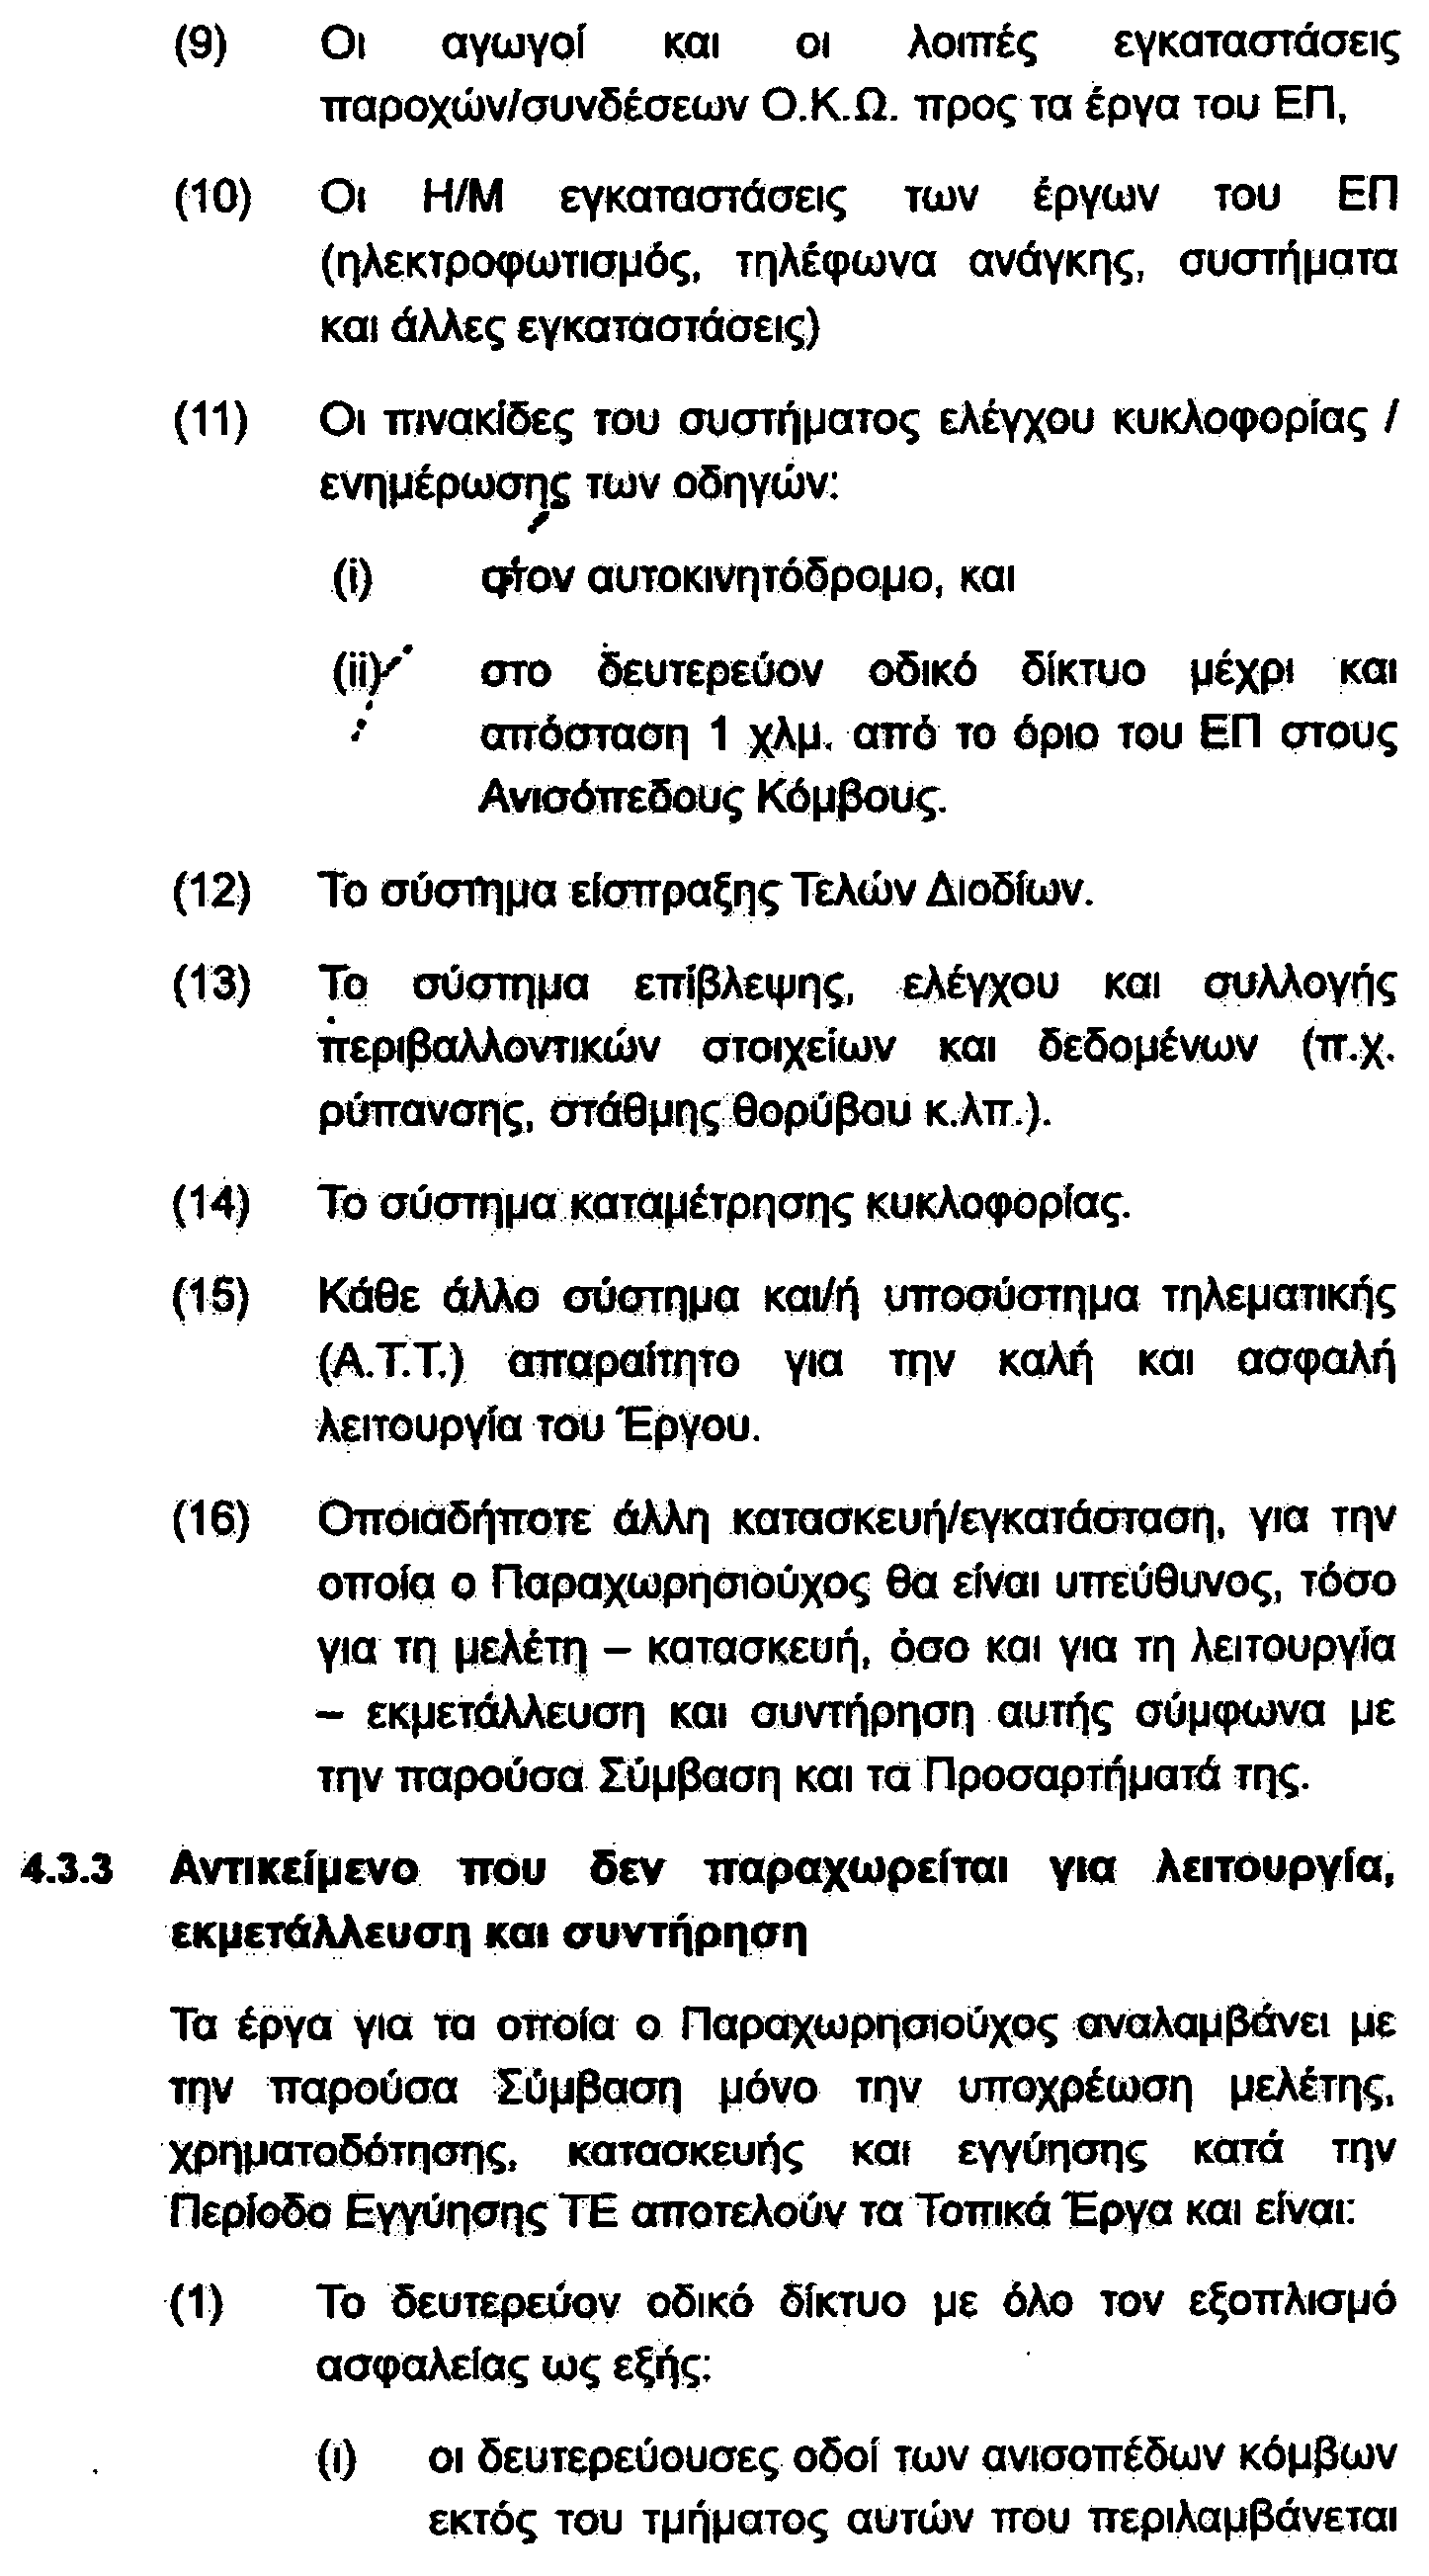 (9) Οι αγωγοί και οι λοιπές εγκαταστάσεις
παροχών/συνδέσεων Ο.Κ.Ω. προς τα έργα του ΕΠ,
(10) Οι Η/Μ εγκαταστάσεις των έργων του ΕΠ
(ηλεκτροφωτισμός, τηλέφωνα ανάγκης, συστήματα
και άλλες εγκαταστάσεις)
(11) Οι πινακίδες του συστήματος ελέγχου κυκλοφορίας /
ενημέρωσης των οδηγών:
(i) στον αυτοκινητόδρομο, και
(ii) στο δευτερεύον οδικό δίκτυο μέχρι και
απόσταση 1 χλμ. από το όριο του ΕΠ στους
Ανισόπεδους Κόμβους.
(12) Το σύστημα είσπραξης Τελών Διοδίων.
(13) Το σύστημα επίβλεψης, ελέγχου και συλλογής
περιβαλλοντικών στοιχείων και δεδομένων (π.χ.
ρύπανσης, στάθμης θορύβου κ.λπ.).
(14) Το σύστημα καταμέτρησης κυκλοφορίας.
(15) Κάθε άλλο σύστημα και/ή υποσύστημα τηλεματικής
(Α.Τ.Τ.) απαραίτητο για την καλή και ασφαλή
λειτουργία του Έργου.
(16) Οποιαδήποτε άλλη κατασκευή/εγκατάσταση, για την
οποία ο Παραχωρησιούχος θα είναι υπεύθυνος, τόσο
για τη μελέτη – κατασκευή, όσο και για τη λειτουργία
– εκμετάλλευση και συντήρηση αυτής σύμφωνα με
την παρούσα Σύμβαση και τα Προσαρτήματά της.
4.3.3 Αντικείμενο που δεν παραχωρείται για λειτουργία,
εκμετάλλευση και συντήρηση
Τα έργα για τα οποία ο Παραχωρησιούχος αναλαμβάνει με
την παρούσα Σύμβαση μόνο την υποχρέωση μελέτης,
χρηματοδότησης, κατασκευής και εγγύησης κατά την
Περίοδο Εγγύησης ΤΕ αποτελούν τα Τοπικά Έργα και είναι:
(1) Το δευτερεύον οδικό δίκτυο με όλο τον εξοπλισμό
ασφαλείας ως εξής:
(i) οι δευτερεύουσες οδοί των ανισοπέδων κόμβων
εκτός του τμήματος αυτών που περιλαμβάνεται